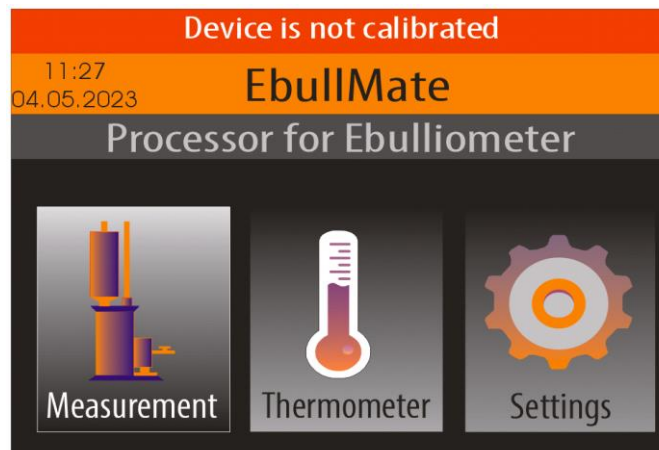 Device is not calibrated
11:27
04.05.2023
EbullMate
Processor for Ebulliometer
Measurement
Thermometer
Settings